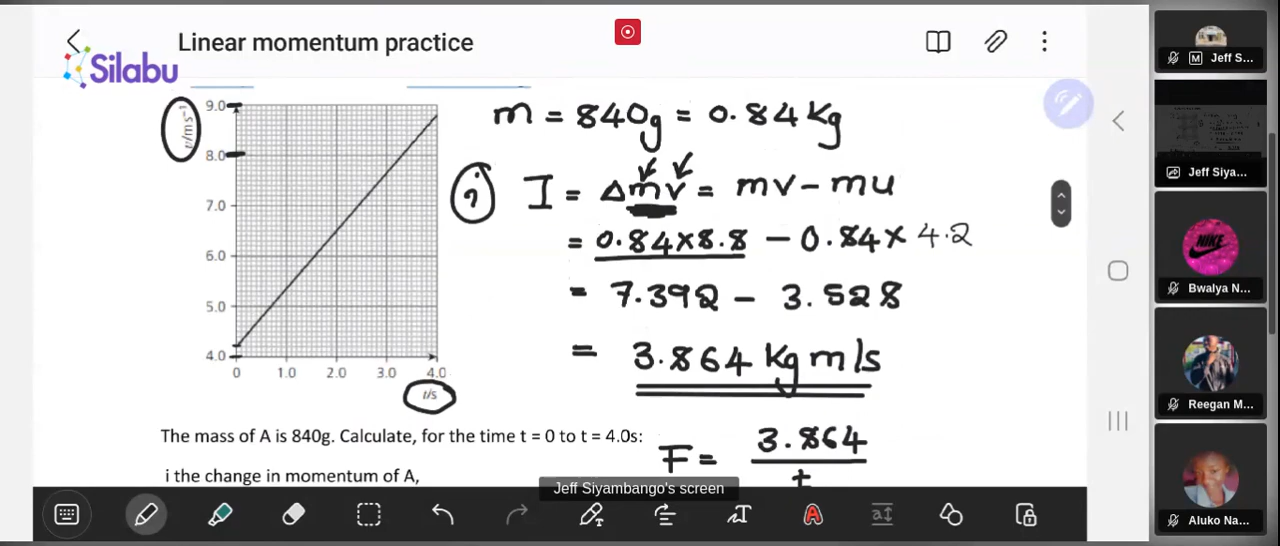 Linear momentum practice
Silabu
v/ms⁻¹
9.0
8.0
7.0
6.0
5.0
4.0
0 1.0 2.0 3.0 4.0
t/s
m = 840g = 0.84 Kg
i I = Δmv = mv - mu
= 0.84×8.8 - 0.84× 4.2
= 7.392 - 3.528
= 3.864 Kg m/s
F = 3.864
t
The mass of A is 840g. Calculate, for the time t = 0 to t = 4.0s:
i the change in momentum of A,
Jeff Siyambango's screen
M Jeff S...
Jeff Siya...
NIKE
Bwalya N...
Reegan M...
Aluko Na...